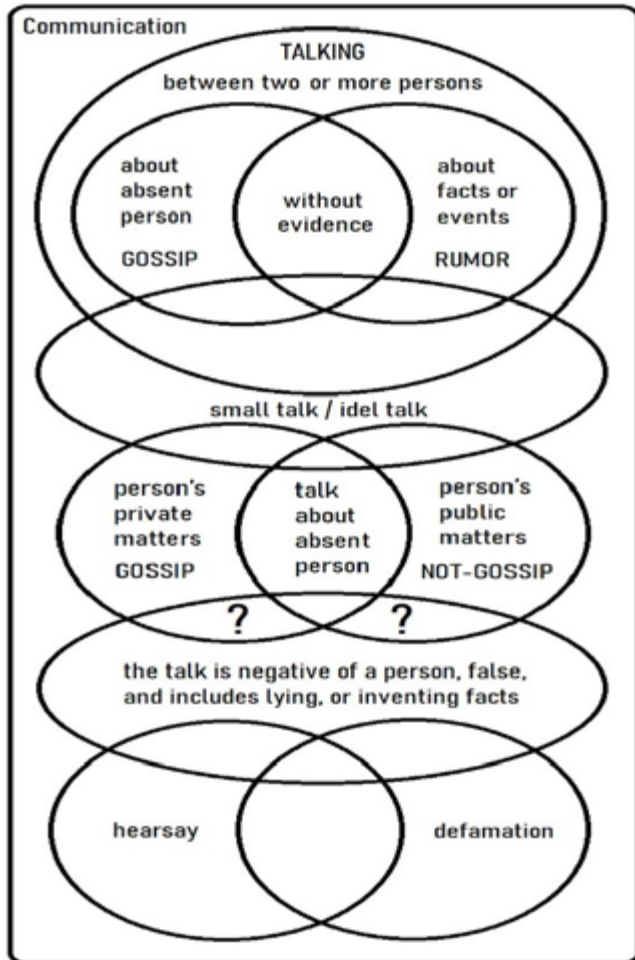 Communication
TALKING
between two or more persons
about
absent
person
GOSSIP
without
evidence
about
facts or
events
RUMOR
small talk / idel talk
person's
private
matters
GOSSIP
talk
about
absent
person
person's
public
matters
NOT-GOSSIP
?
?
the talk is negative of a person, false,
and includes lying, or inventing facts
hearsay
defamation